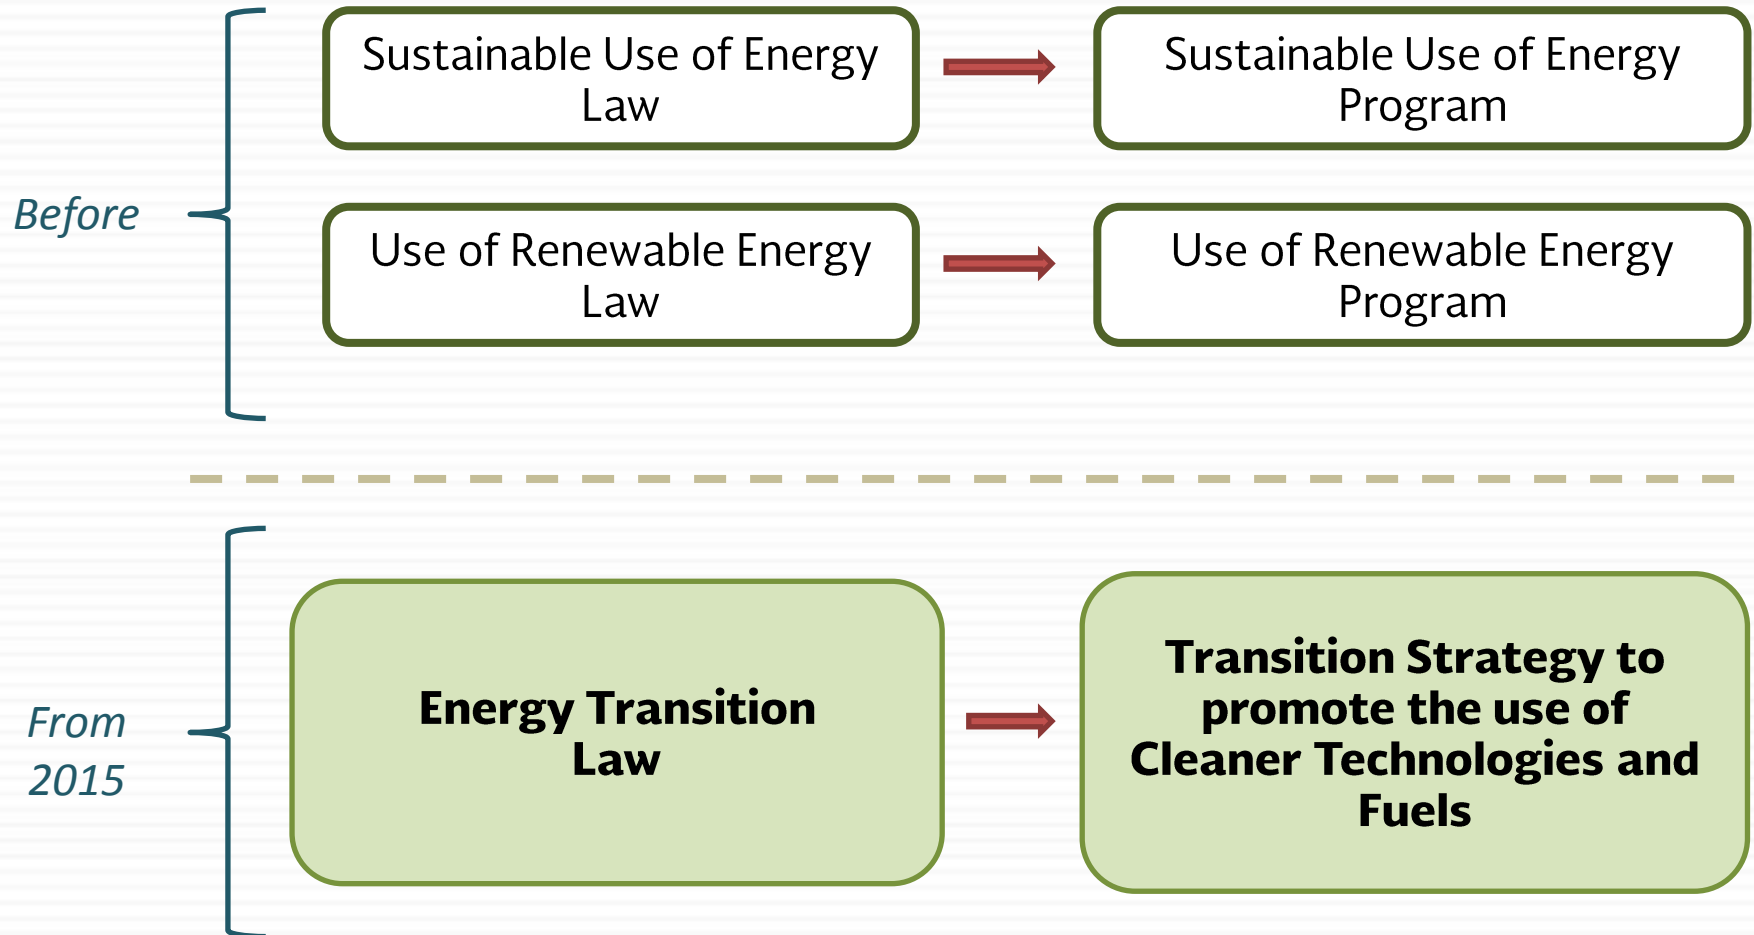 Before
Sustainable Use of Energy
Law
Sustainable Use of Energy
Program
Use of Renewable Energy
Law
Use of Renewable Energy
Program
From
2015
Energy Transition
Law
Transition Strategy to
promote the use of
Cleaner Technologies and
Fuels